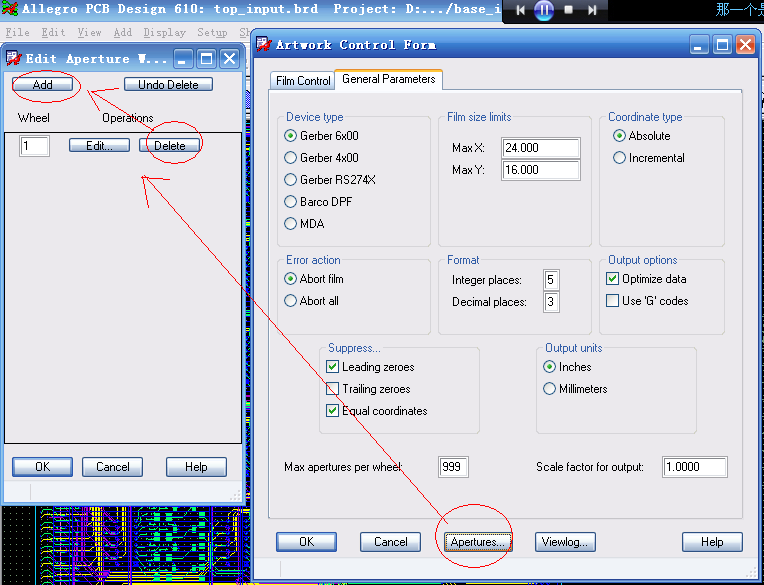 Allegro PCB Design 610: top_input.brd Project: D:.../base_i
那一个是
File Edit View Add Display Setup Sh
Edit Aperture W...
Add
Undo Delete
Wheel
Operations
1
Edit...
Delete
OK
Cancel
Help
Artwork Control Form
Film Control
General Parameters
Device type
Gerber 6x00
Gerber 4x00
Gerber RS274X
Barco DPF
MDA
Film size limits
Max X: 24.000
Max Y: 16.000
Coordinate type
Absolute
Incremental
Error action
Abort film
Abort all
Format
Integer places: 5
Decimal places: 3
Output options
Optimize data
Use 'G' codes
Suppress...
Leading zeroes
Trailing zeroes
Equal coordinates
Output units
Inches
Millimeters
Max apertures per wheel: 999
Scale factor for output: 1.0000
OK
Cancel
Apertures...
Viewlog...
Help